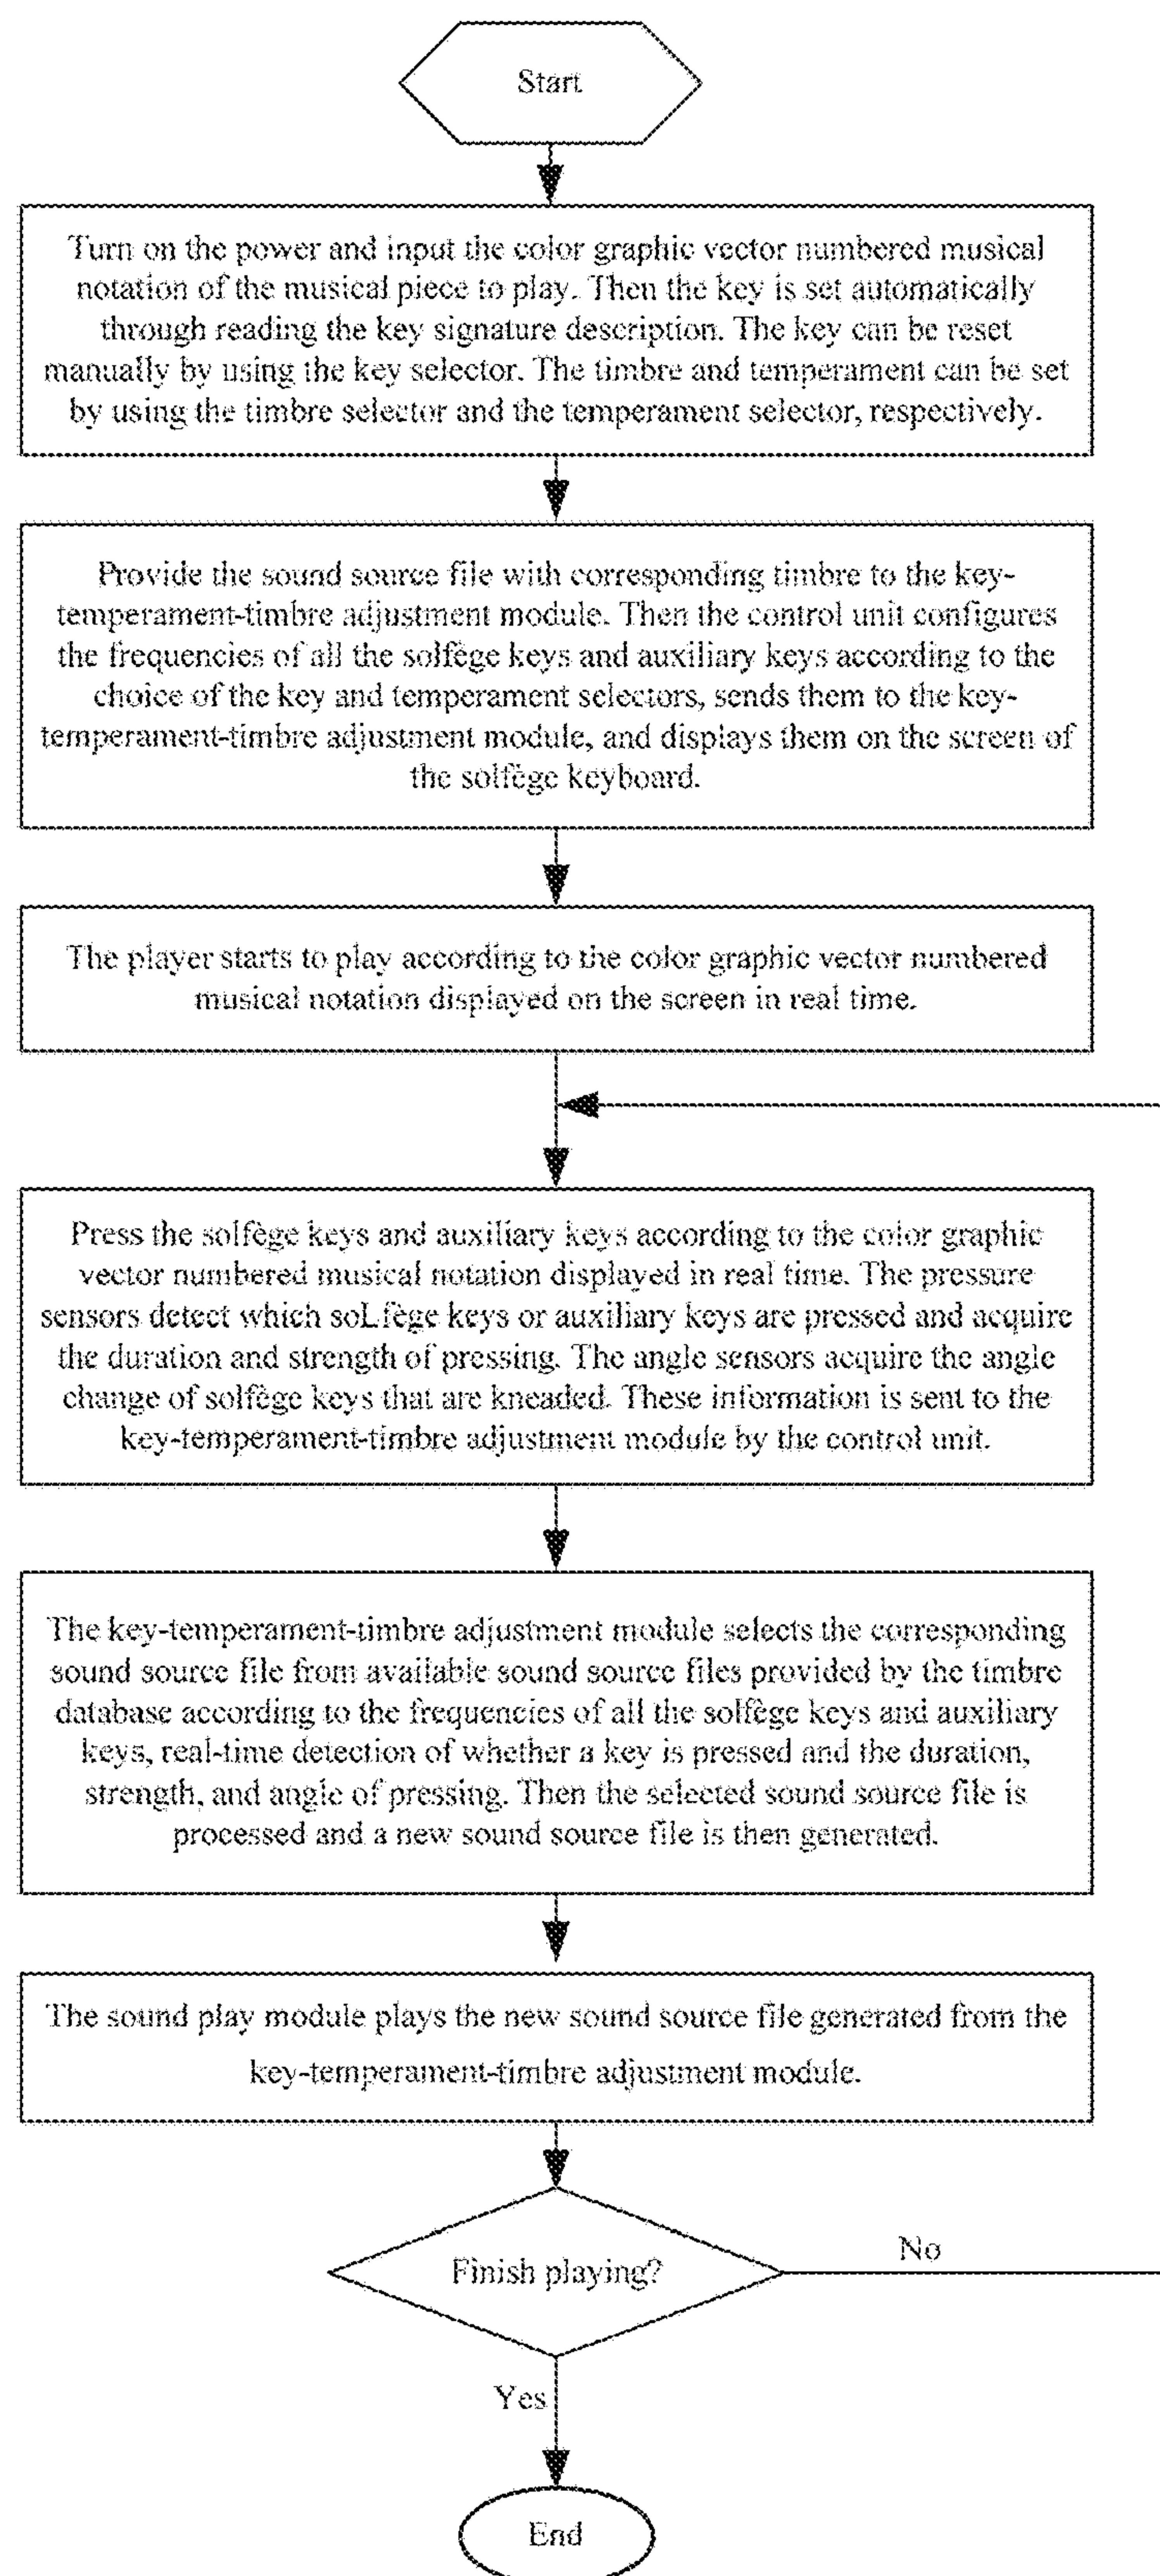 Start
Turn on the power and input the color graphic vector numbered musical
notation of the musical piece to play. Then the key is set automatically
through reading the key signature description. The key can be reset
manually by using the key selector. The timbre and temperament can be set
by using the timbre selector and the temperament selector, respectively.
Provide the sound source file with corresponding timbre to the key-
temperament-timbre adjustment module. Then the control unit configures
the frequencies of all the solfège keys and auxiliary keys according to the
choice of the key and temperament selectors, sends them to the key-
temperament-timbre adjustment module, and displays them on the screen of
the solfège keyboard.
The player starts to play according to the color graphic vector numbered
musical notation displayed on the screen in real time.
Press the solfège keys and auxiliary keys according to the color graphic
vector numbered musical notation displayed in real time. The pressure
sensors detect which soLfège keys or auxiliary keys are pressed and acquire
the duration and strength of pressing. The angle sensors acquire the angle
change of solfège keys that are kneaded. These information is sent to the
key-temperament-timbre adjustment module by the control unit.
The key-temperament-timbre adjustment module selects the corresponding
sound source file from available sound source files provided by the timbre
database according to the frequencies of all the solfège keys and auxiliary
keys, real-time detection of whether a key is pressed and the duration,
strength, and angle of pressing. Then the selected sound source file is
processed and a new sound source file is then generated.
The sound play module plays the new sound source file generated from the
key-temperament-timbre adjustment module.
Finish playing?
No
Yes
End